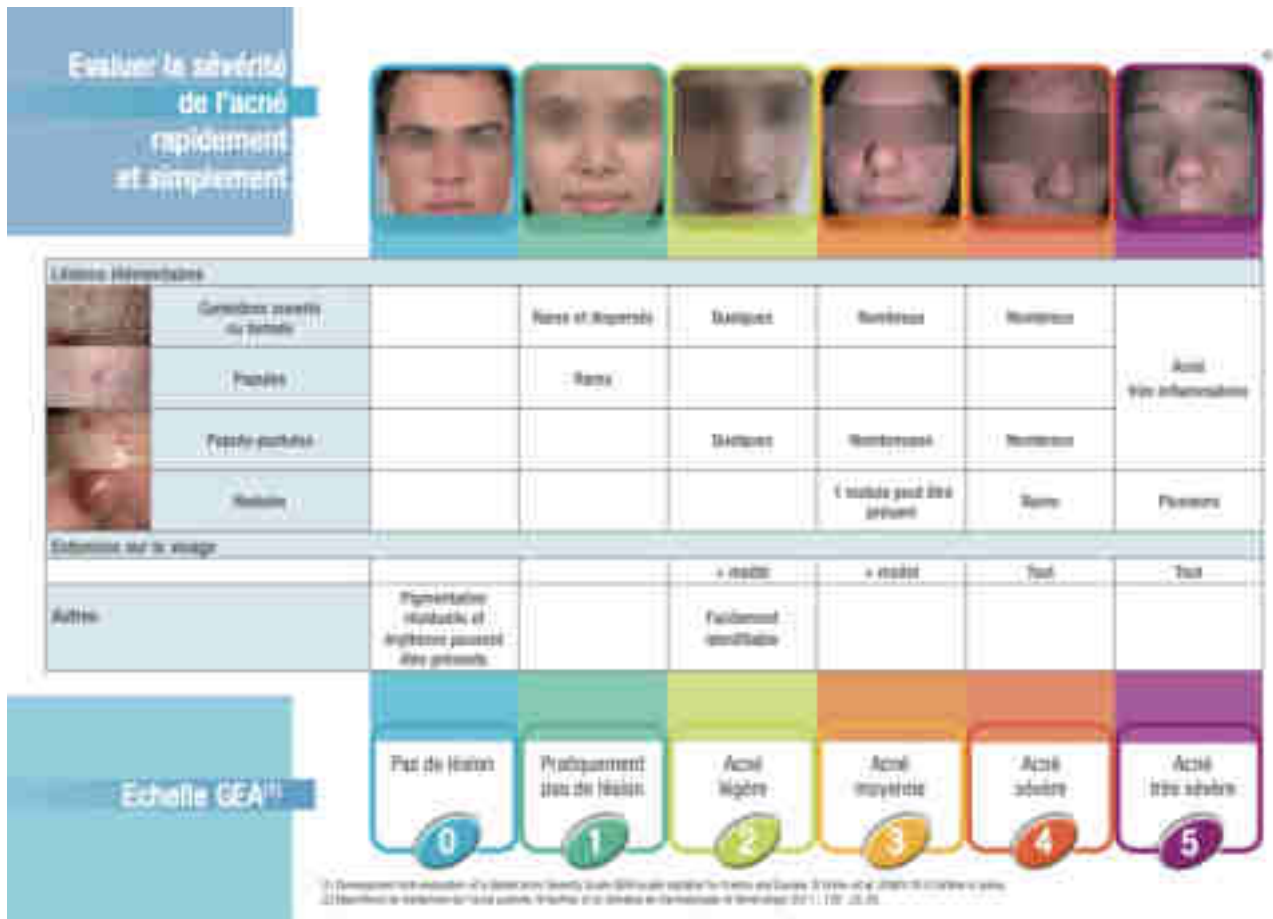 Evaluer la sévérité
de l'acné
rapidement
et simplement
Lésions élémentaires
Comédons ouverts
ou fermés
Rares et dispersés
Quelques
Nombreux
Nombreux
Papules
Rares
Acné
très inflammatoire
Papulo-pustules
Quelques
Nombreuses
Nombreux
Nodules
1 nodule peut être
présent
Rares
Plusieurs
Extension sur le visage
< moitié
> moitié
Tout
Tout
Autres
Pigmentation
résiduelle et
érythème peuvent
être présents
Facilement
identifiable
Echelle GEA(1)
Pas de lésion
0
Pratiquement
pas de lésion
1
Acné
légère
2
Acné
moyenne
3
Acné
sévère
4
Acné
très sévère
5